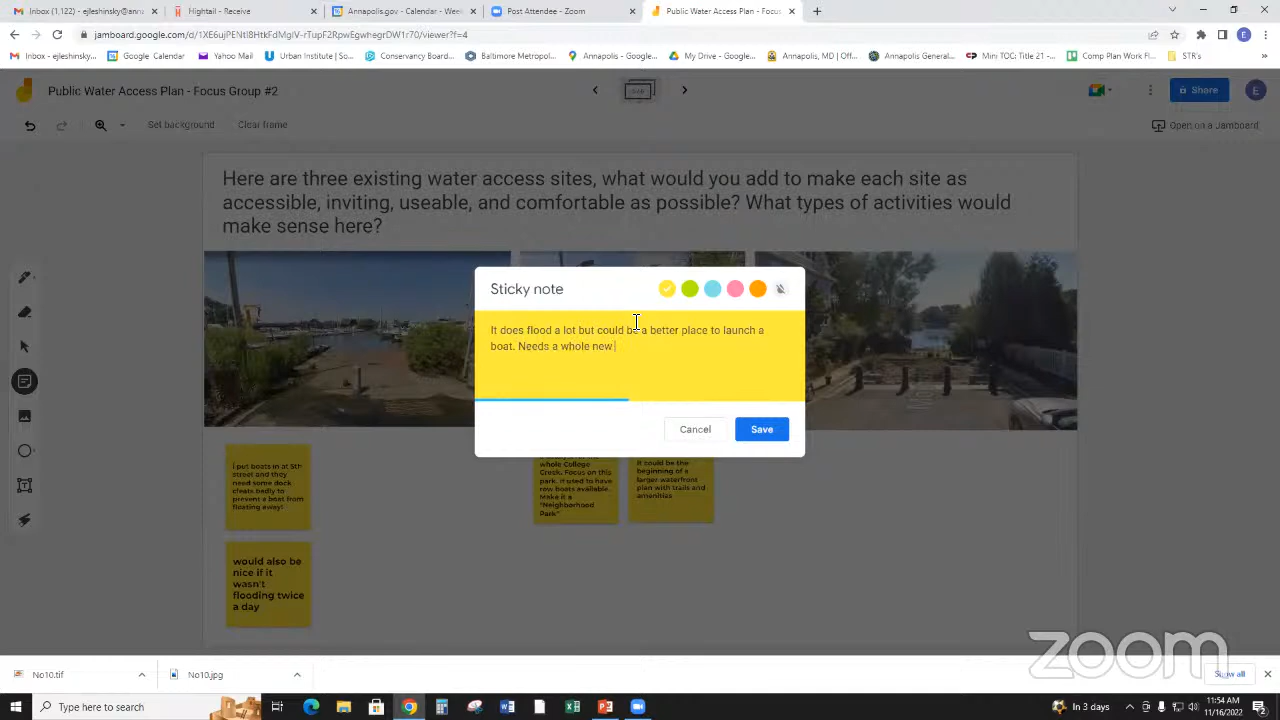 Inbox (1,122) - ejleshinsky@anna
Hightail - Receive
Annapolis.gov - Calendar - Week
Post Attendee - Zoom
Public Water Access Plan - Focus
jamboard.google.com/d/1XE6ujPENtI8HtkFdMgiV-rTupF2RpwEgwhegrDW1r70/viewer?f=4
Inbox (1,122) - ejleshinsky...
Google Calendar
Yahoo Mail
Urban Institute | So...
Conservancy Board...
Baltimore Metropol...
Annapolis - Google...
My Drive - Google...
Annapolis, MD | Off...
Mini TOC: Title 21 -...
Comp Plan Work Fl...
STR's
Public Water Access Plan - Focus Group #2
Share
E
Set background
Clear frame
Open on a Jamboard
Here are three existing water access sites, what would you add to make each site as
accessible, inviting, useable, and comfortable as possible? What types of activities would
make sense here?
Sticky note
It does flood a lot but could be a better place to launch a
boat. Needs a whole new
Cancel
Save
i put boats in at 5th
street and they
need some dock
cleats badly to
prevent a boat from
floating away!
would also be
nice if it
wasn't
flooding twice
a day
whole College
Creek. Focus on this
park. It used to have
row boats available.
Make it a
"Neighborhood
Park"
It could be the
beginning of a
larger waterfront
plan with trails and
amenities
zoom
No10.tif
No10.jpg
Show all
Type here to search
In 3 days
11:54 AM
11/16/2022